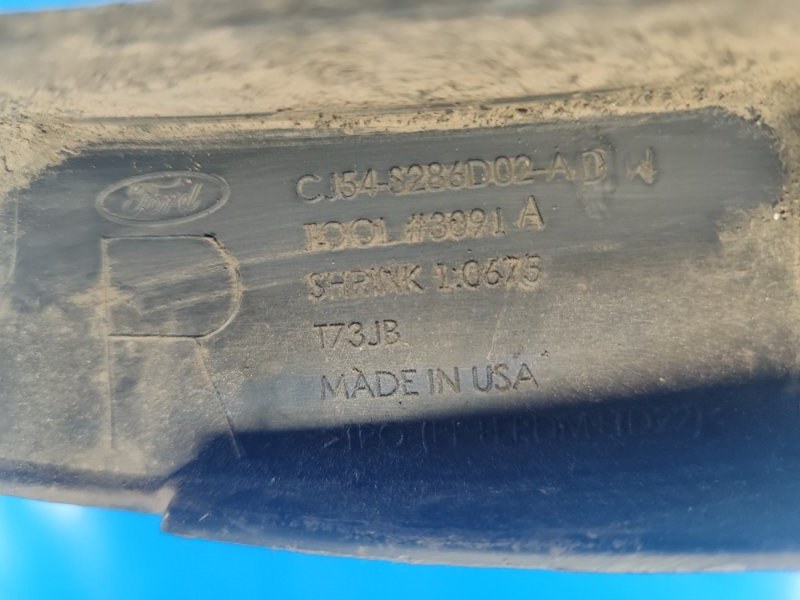 Ford
CJ54-S286D02-AD W
TOOL #3091 A
R
SHRINK 1.0675
T73JB
MADE IN USA